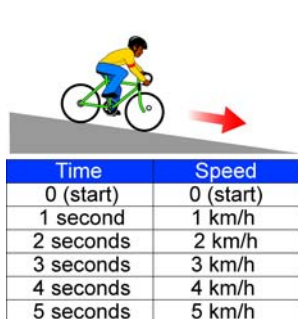 Time Speed
0 (start) 0 (start)
1 second 1 km/h
2 seconds 2 km/h
3 seconds 3 km/h
4 seconds 4 km/h
5 seconds 5 km/h